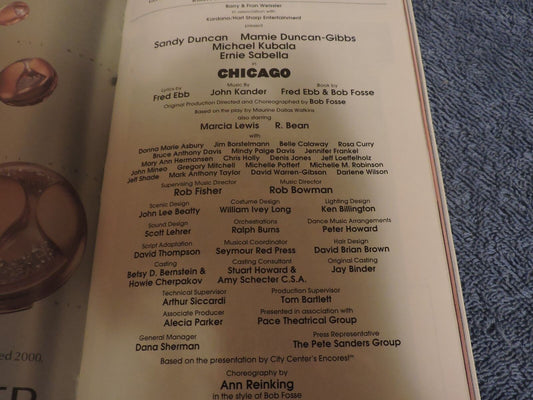 Barry & Fran Weissler
in association with
Kardana/Hart Sharp Entertainment
present
Sandy Duncan Mamie Duncan-Gibbs
Michael Kubala
Ernie Sabella
in
CHICAGO
Lyrics by Music By Book by
Fred Ebb John Kander Fred Ebb & Bob Fosse
Original Production Directed and Choreographed by Bob Fosse
Based on the play by Maurine Dallas Watkins
also starring
Marcia Lewis R. Bean
with
Donna Marie Asbury Jim Borstelmann Belle Calaway Rosa Curry
Bruce Anthony Davis Mindy Paige Davis Jennifer Frankel
Mary Ann Hermansen Chris Holly Denis Jones Jeff Loeffelholz
John Mineo Gregory Mitchell Michelle Potterf Michelle M. Robinson
Jeff Shade Mark Anthony Taylor David Warren-Gibson Darlene Wilson
Supervising Music Director Music Director
Rob Fisher Rob Bowman
Scenic Design Costume Design Lighting Design
John Lee Beatty William Ivey Long Ken Billington
Sound Design Orchestrations Dance Music Arrangements
Scott Lehrer Ralph Burns Peter Howard
Script Adaptation Musical Coordinator Hair Design
David Thompson Seymour Red Press David Brian Brown
Casting Casting Consultant Original Casting
Betsy D. Bernstein & Stuart Howard & Jay Binder
Howie Cherpakov Amy Schecter C.S.A.
Technical Supervisor Production Supervisor
Arthur Siccardi Tom Bartlett
Associate Producer Presented in association with
Alecia Parker Pace Theatrical Group
General Manager Press Representative
Dana Sherman The Pete Sanders Group
Based on the presentation by City Center's Encores!™
Choreography by
Ann Reinking
in the style of Bob Fosse
2000.